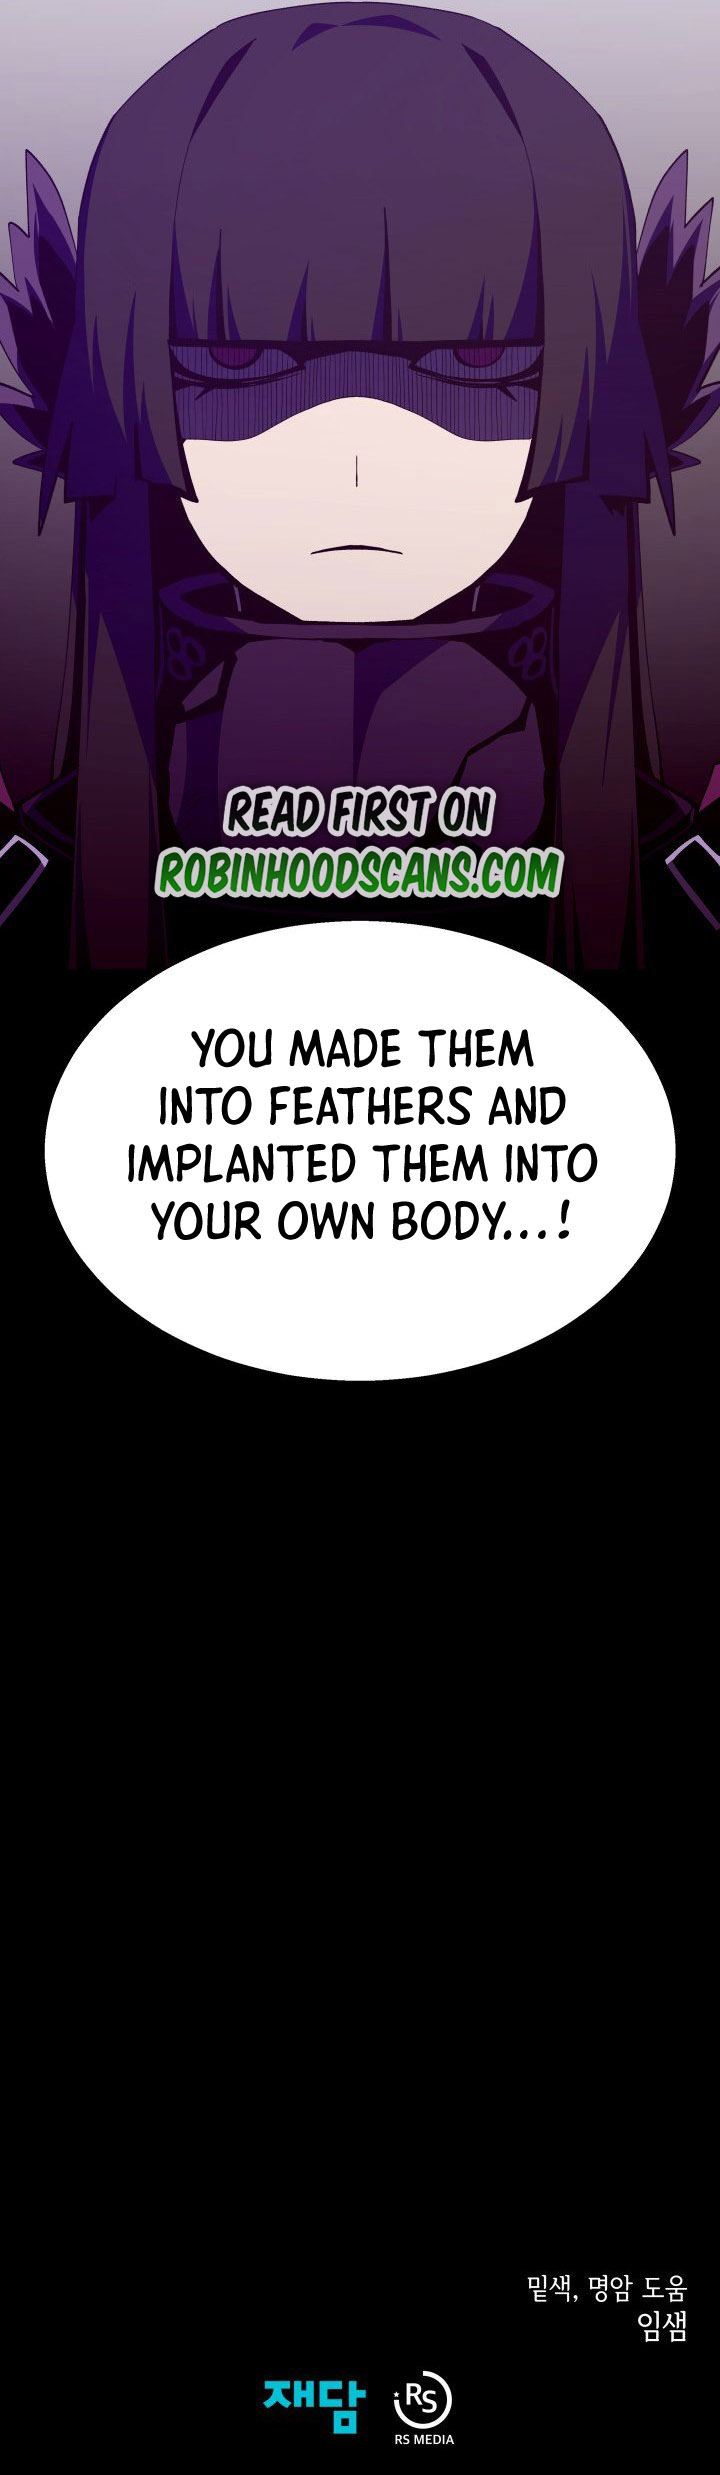 READ FIRST ON
ROBINHOODSCANS.COM
YOU MADE THEM
INTO FEATHERS AND
IMPLANTED THEM INTO
YOUR OWN BODY...!
밑색, 명암 도움
임샘
재담
RS
RS MEDIA